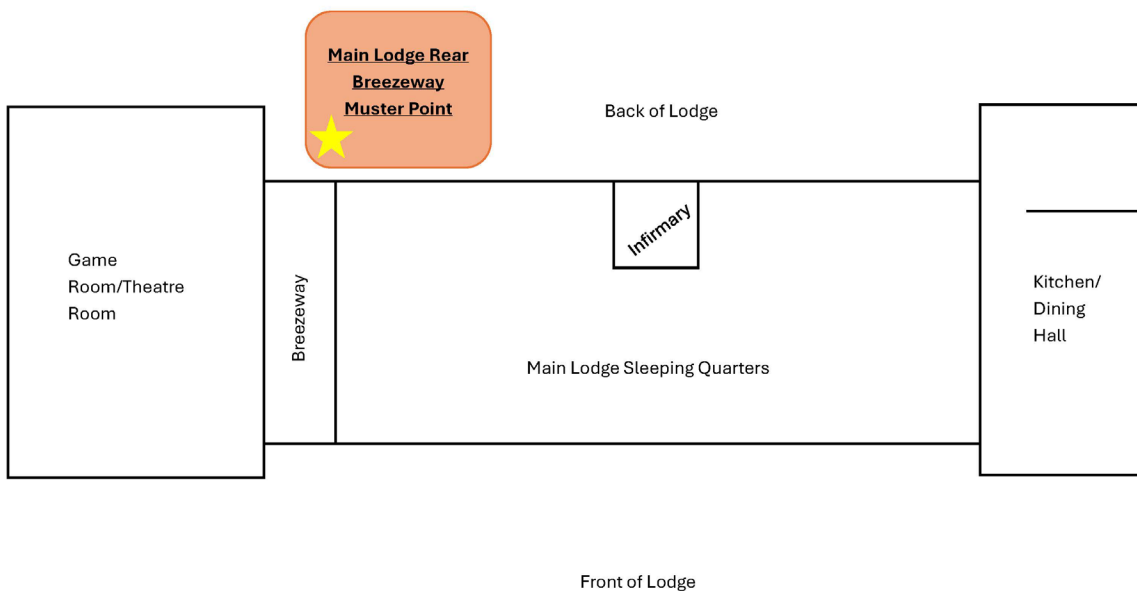 Main Lodge Rear
Breezeway
Muster Point
Back of Lodge
Infirmary
Game
Room/Theatre
Room
Breezeway
Kitchen/
Dining
Hall
Main Lodge Sleeping Quarters
Front of Lodge